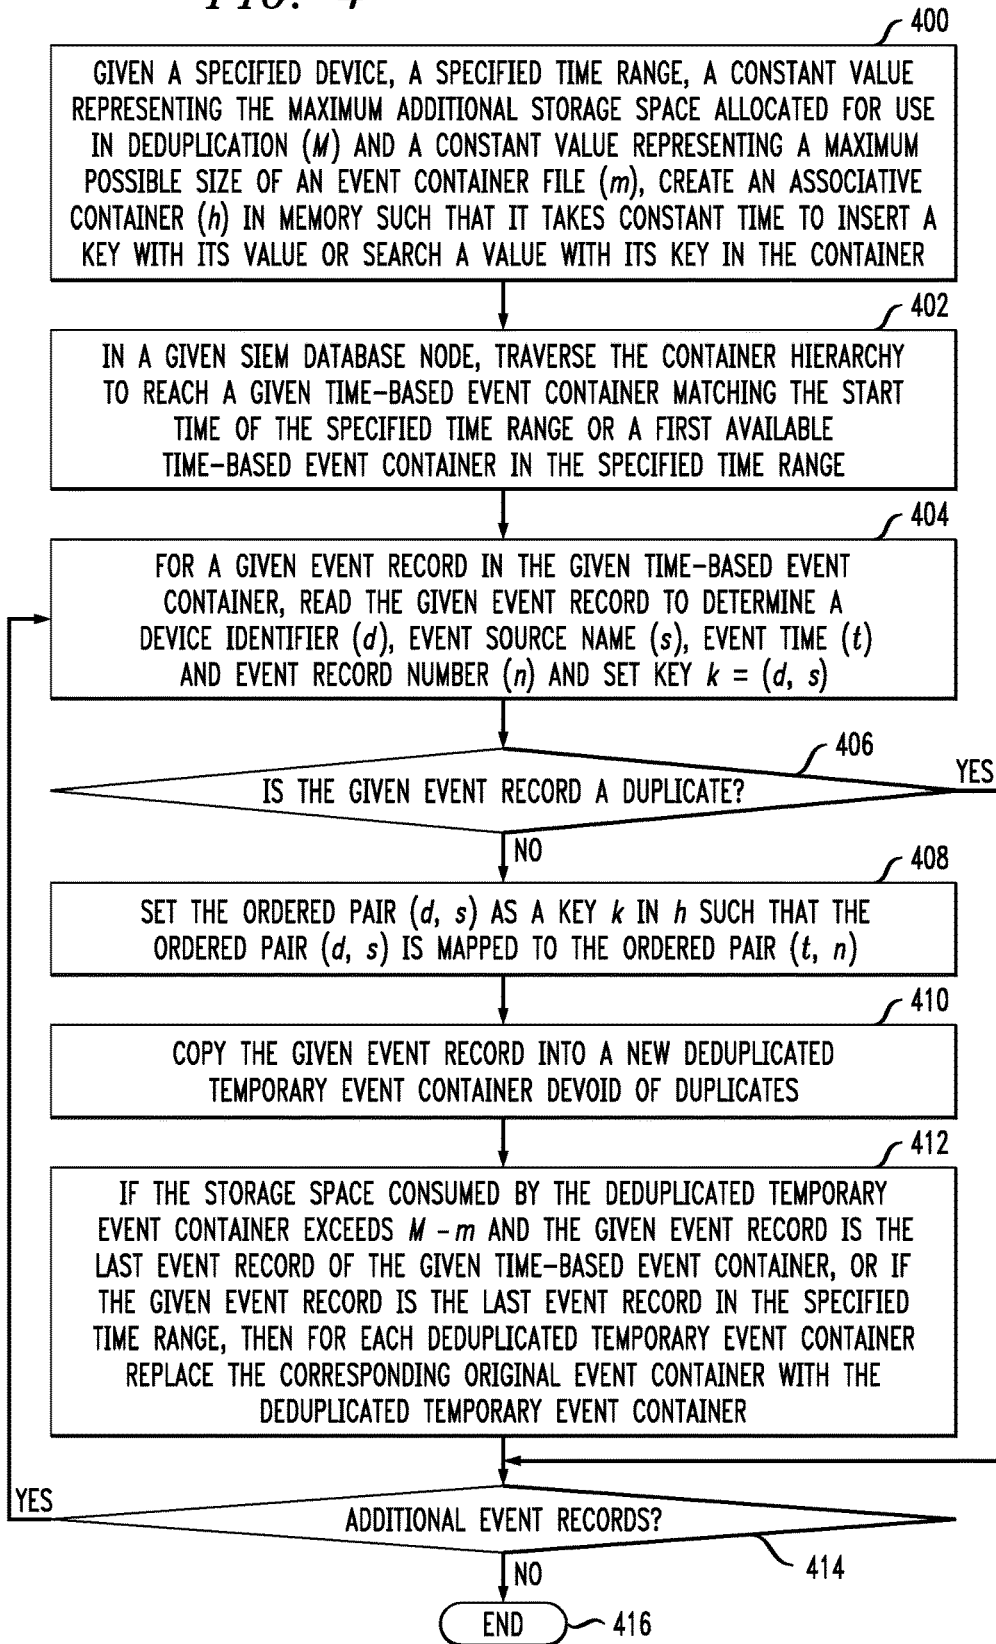 FIG. 4
400
GIVEN A SPECIFIED DEVICE, A SPECIFIED TIME RANGE, A CONSTANT VALUE
REPRESENTING THE MAXIMUM ADDITIONAL STORAGE SPACE ALLOCATED FOR USE
IN DEDUPLICATION (M) AND A CONSTANT VALUE REPRESENTING A MAXIMUM
POSSIBLE SIZE OF AN EVENT CONTAINER FILE (m), CREATE AN ASSOCIATIVE
CONTAINER (h) IN MEMORY SUCH THAT IT TAKES CONSTANT TIME TO INSERT A
KEY WITH ITS VALUE OR SEARCH A VALUE WITH ITS KEY IN THE CONTAINER
402
IN A GIVEN SIEM DATABASE NODE, TRAVERSE THE CONTAINER HIERARCHY
TO REACH A GIVEN TIME-BASED EVENT CONTAINER MATCHING THE START
TIME OF THE SPECIFIED TIME RANGE OR A FIRST AVAILABLE
TIME-BASED EVENT CONTAINER IN THE SPECIFIED TIME RANGE
404
FOR A GIVEN EVENT RECORD IN THE GIVEN TIME-BASED EVENT
CONTAINER, READ THE GIVEN EVENT RECORD TO DETERMINE A
DEVICE IDENTIFIER (d), EVENT SOURCE NAME (s), EVENT TIME (t)
AND EVENT RECORD NUMBER (n) AND SET KEY k = (d, s)
406
IS THE GIVEN EVENT RECORD A DUPLICATE?
YES
NO
408
SET THE ORDERED PAIR (d, s) AS A KEY k IN h SUCH THAT THE
ORDERED PAIR (d, s) IS MAPPED TO THE ORDERED PAIR (t, n)
410
COPY THE GIVEN EVENT RECORD INTO A NEW DEDUPLICATED
TEMPORARY EVENT CONTAINER DEVOID OF DUPLICATES
412
IF THE STORAGE SPACE CONSUMED BY THE DEDUPLICATED TEMPORARY
EVENT CONTAINER EXCEEDS M - m AND THE GIVEN EVENT RECORD IS THE
LAST EVENT RECORD OF THE GIVEN TIME-BASED EVENT CONTAINER, OR IF
THE GIVEN EVENT RECORD IS THE LAST EVENT RECORD IN THE SPECIFIED
TIME RANGE, THEN FOR EACH DEDUPLICATED TEMPORARY EVENT CONTAINER
REPLACE THE CORRESPONDING ORIGINAL EVENT CONTAINER WITH THE
DEDUPLICATED TEMPORARY EVENT CONTAINER
YES
ADDITIONAL EVENT RECORDS?
414
NO
END
416